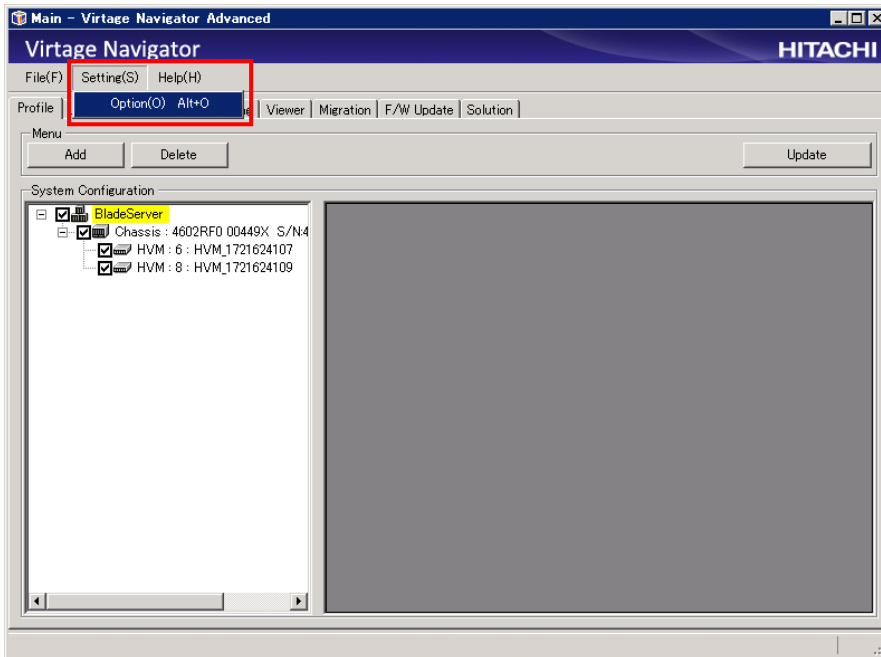 Main - Virtage Navigator Advanced
Virtage Navigator HITACHI
File(F) Setting(S) Help(H)
Option(O) Alt+O
Profile Viewer Migration F/W Update Solution
Menu
Add Delete Update
System Configuration
BladeServer
Chassis : 4602RF0 00449X S/N:4
HVM : 6 : HVM_1721624107
HVM : 8 : HVM_1721624109